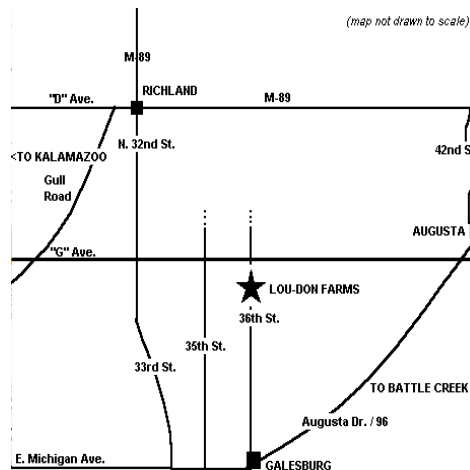 (map not drawn to scale)
M-89
RICHLAND
"D" Ave.
M-89
N. 32nd St.
<TO KALAMAZOO
42nd S
Gull
Road
AUGUSTA
"G" Ave.
LOU-DON FARMS
36th St.
35th St.
33rd St.
TO BATTLE CREEK
Augusta Dr. / 96
E. Michigan Ave.
GALESBURG